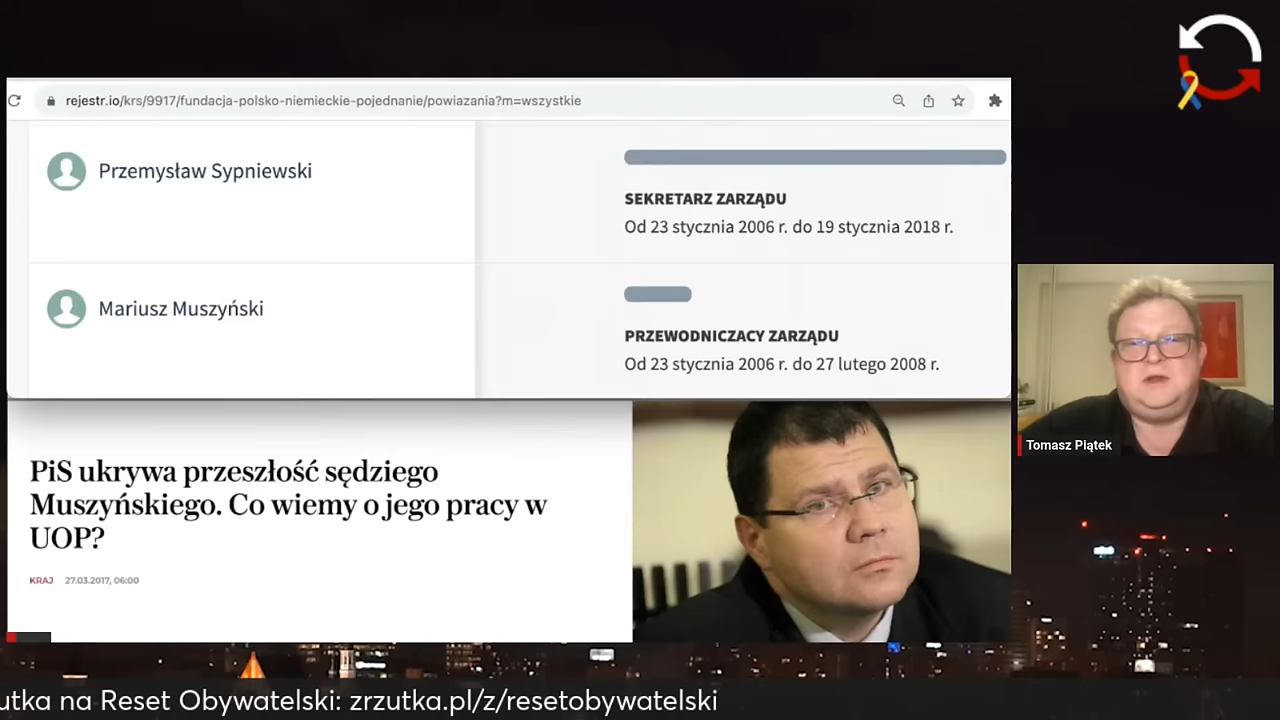 rejestr.io/krs/9917/fundacja-polsko-niemieckie-pojednanie/powiazania?m=wszystkie
Przemysław Sypniewski
SEKRETARZ ZARZĄDU
Od 23 stycznia 2006 r. do 19 stycznia 2018 r.
Mariusz Muszyński
PRZEWODNICZACY ZARZĄDU
Od 23 stycznia 2006 r. do 27 lutego 2008 r.
PiS ukrywa przeszłość sędziego
Muszyńskiego. Co wiemy o jego pracy w
UOP?
KRAJ 27.03.2017, 06:00
Tomasz Piątek
utka na Reset Obywatelski: zrzutka.pl/z/resetobywatelski